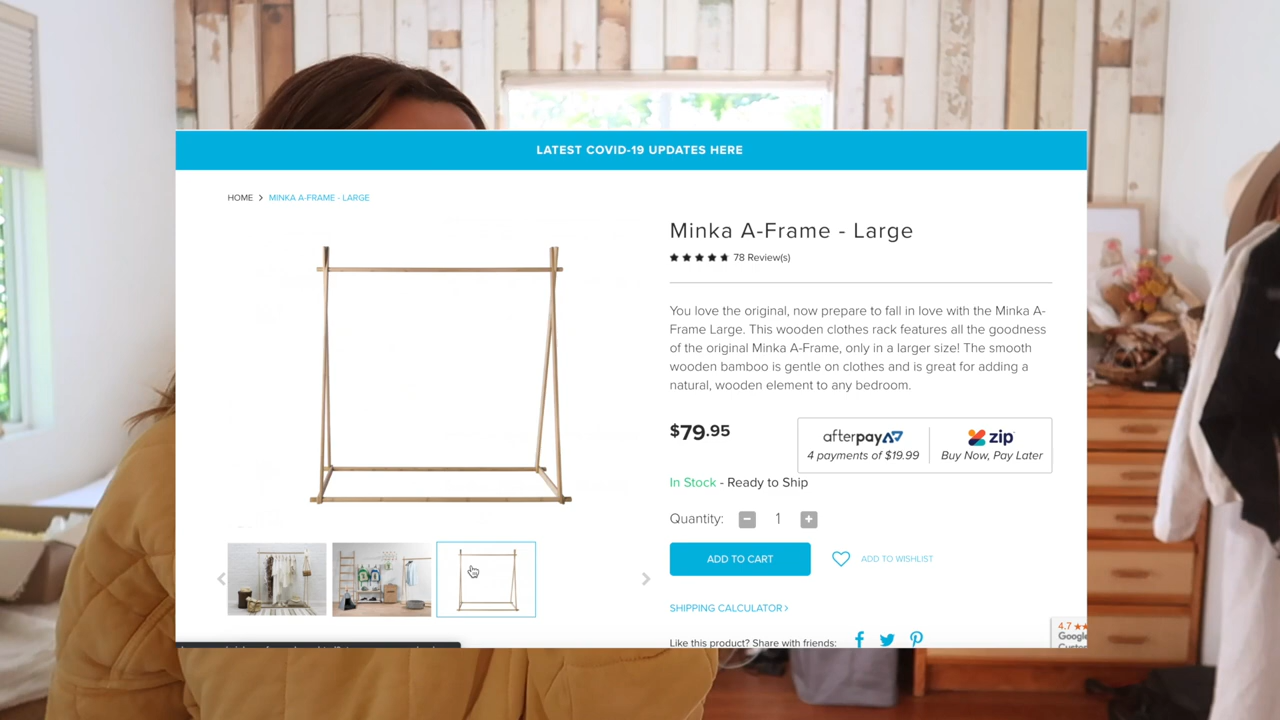 LATEST COVID-19 UPDATES HERE
HOME > MINKA A-FRAME - LARGE
Minka A-Frame - Large
78 Review(s)
You love the original, now prepare to fall in love with the Minka A-
Frame Large. This wooden clothes rack features all the goodness
of the original Minka A-Frame, only in a larger size! The smooth
wooden bamboo is gentle on clothes and is great for adding a
natural, wooden element to any bedroom.
$79.95
afterpay
4 payments of $19.99
zip
Buy Now, Pay Later
In Stock - Ready to Ship
Quantity: - 1 +
ADD TO CART
ADD TO WISHLIST
SHIPPING CALCULATOR >
Like this product? Share with friends:
4.7
Google